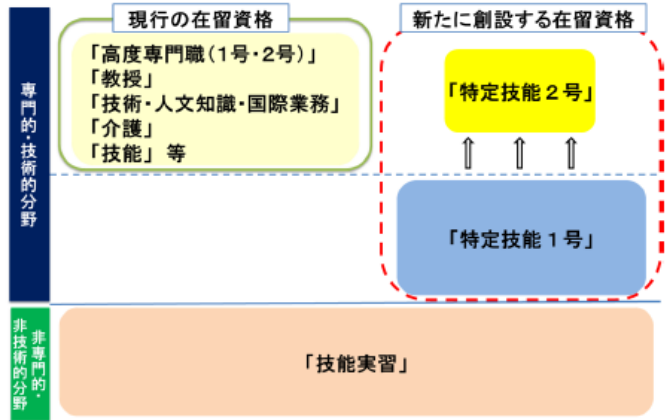 現行の在留資格
新たに創設する在留資格
専門的・技術的分野
「高度専門職（1号・2号）」
「教授」
「技術・人文知識・国際業務」
「介護」
「技能」 等
「特定技能２号」
「特定技能１号」
非専門的・
非技術的分野
「技能実習」